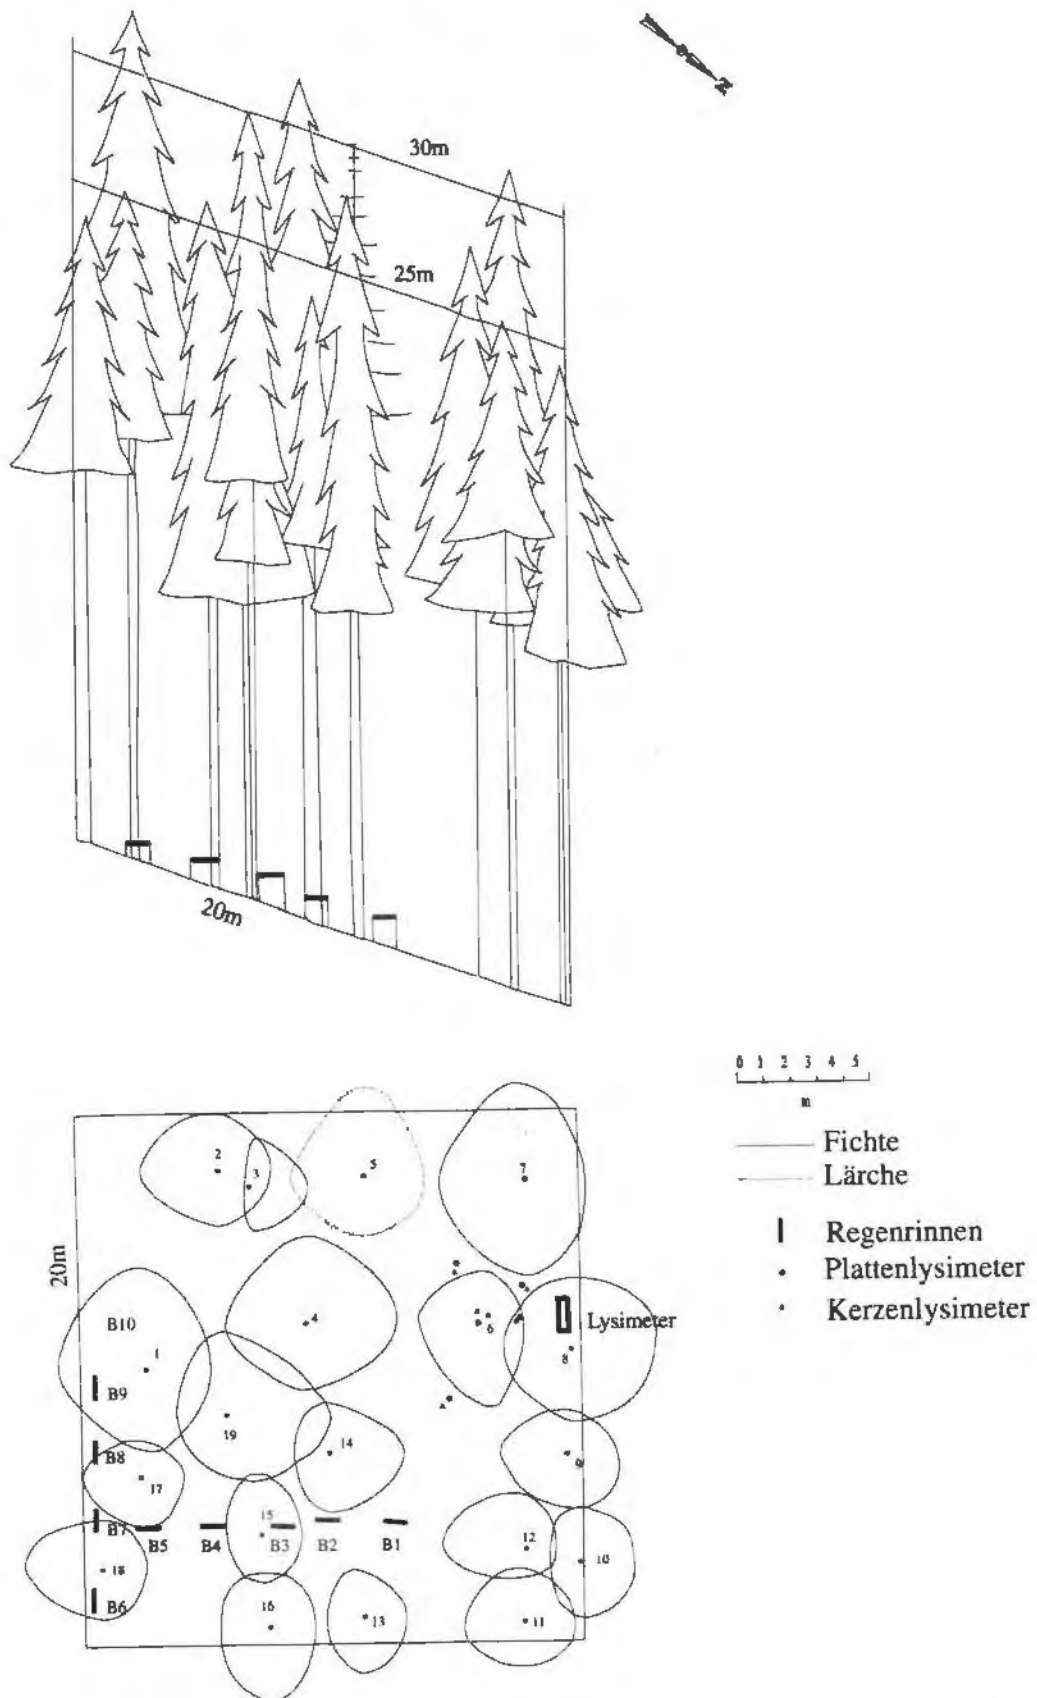 N
30m
25m
20m
0 1 2 3 4 5
m
Fichte
Lärche
Regenrinnen
Plattenlysimeter
Kerzenlysimeter
20m
2
3
5
7
B10
4
6
Lysimeter
1
8
B9
19
14
B8
9
17
15
B7
B5
B4
B3
B2
B1
12
10
18
B6
16
13
11